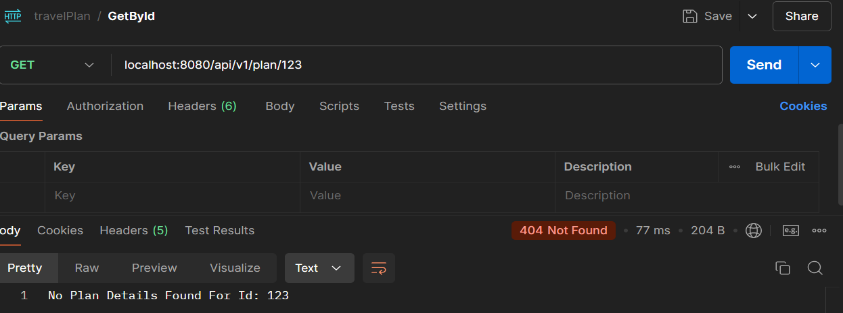 HTTP travelPlan / GetById Save Share
GET localhost:8080/api/v1/plan/123 Send
Params Authorization Headers (6) Body Scripts Tests Settings Cookies
Query Params
Key Value Description Bulk Edit
Key Value Description
ody Cookies Headers (5) Test Results 404 Not Found 77 ms 204 B e.g.
Pretty Raw Preview Visualize Text
1 No Plan Details Found For Id: 123